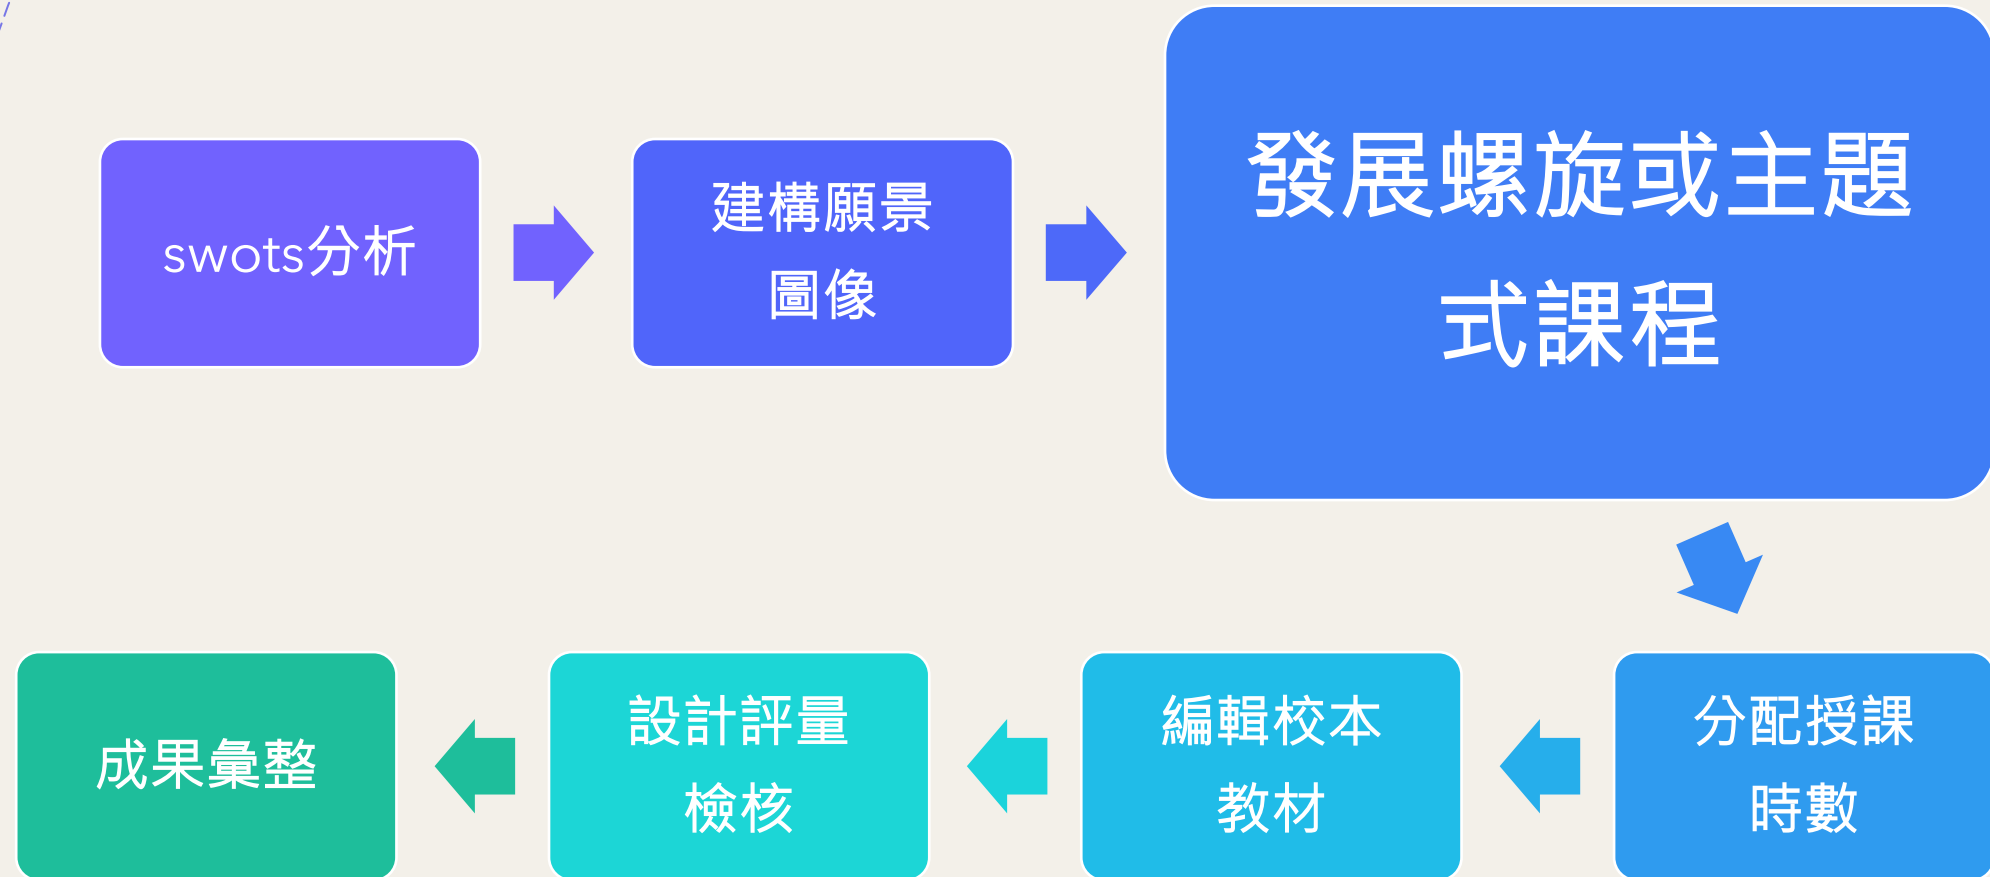 swots分析
建構願景
圖像
發展螺旋或主題
式課程
分配授課
時數
編輯校本
教材
設計評量
檢核
成果彙整